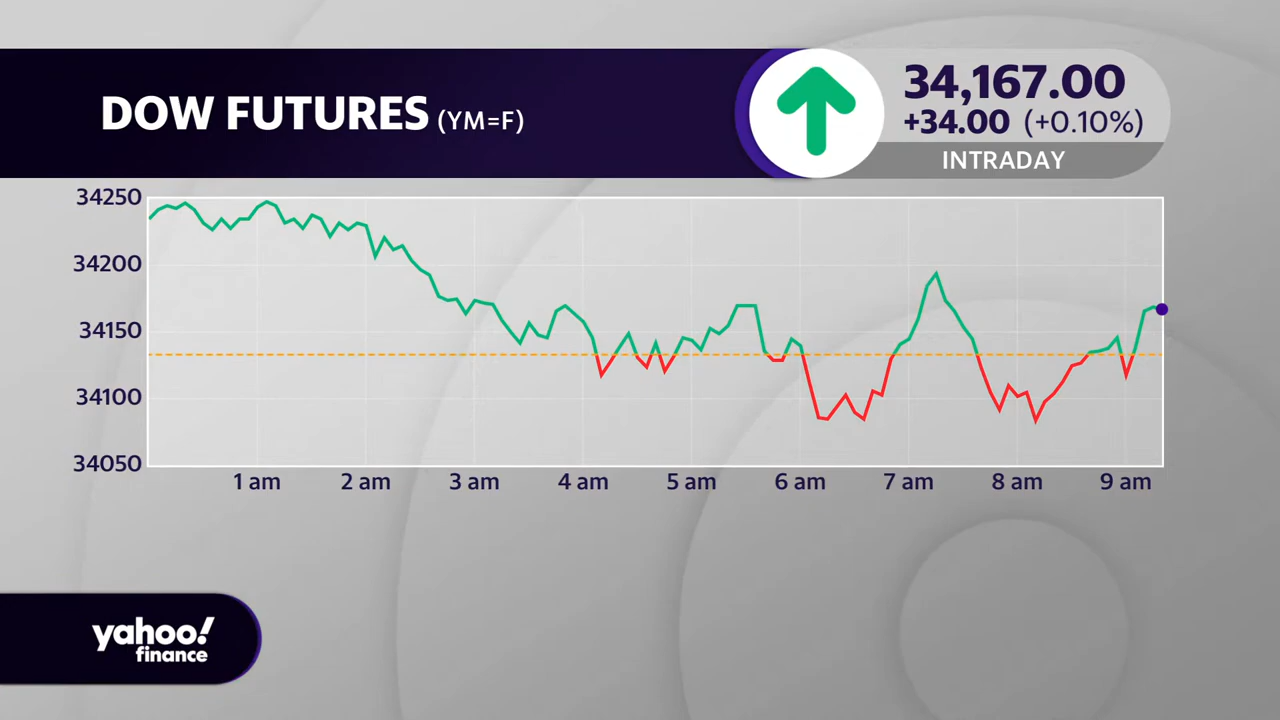 DOW FUTURES (YM=F)
34,167.00
+34.00 (+0.10%)
INTRADAY
34250
34200
34150
34100
34050
1 am 2 am 3 am 4 am 5 am 6 am 7 am 8 am 9 am
yahoo!
finance